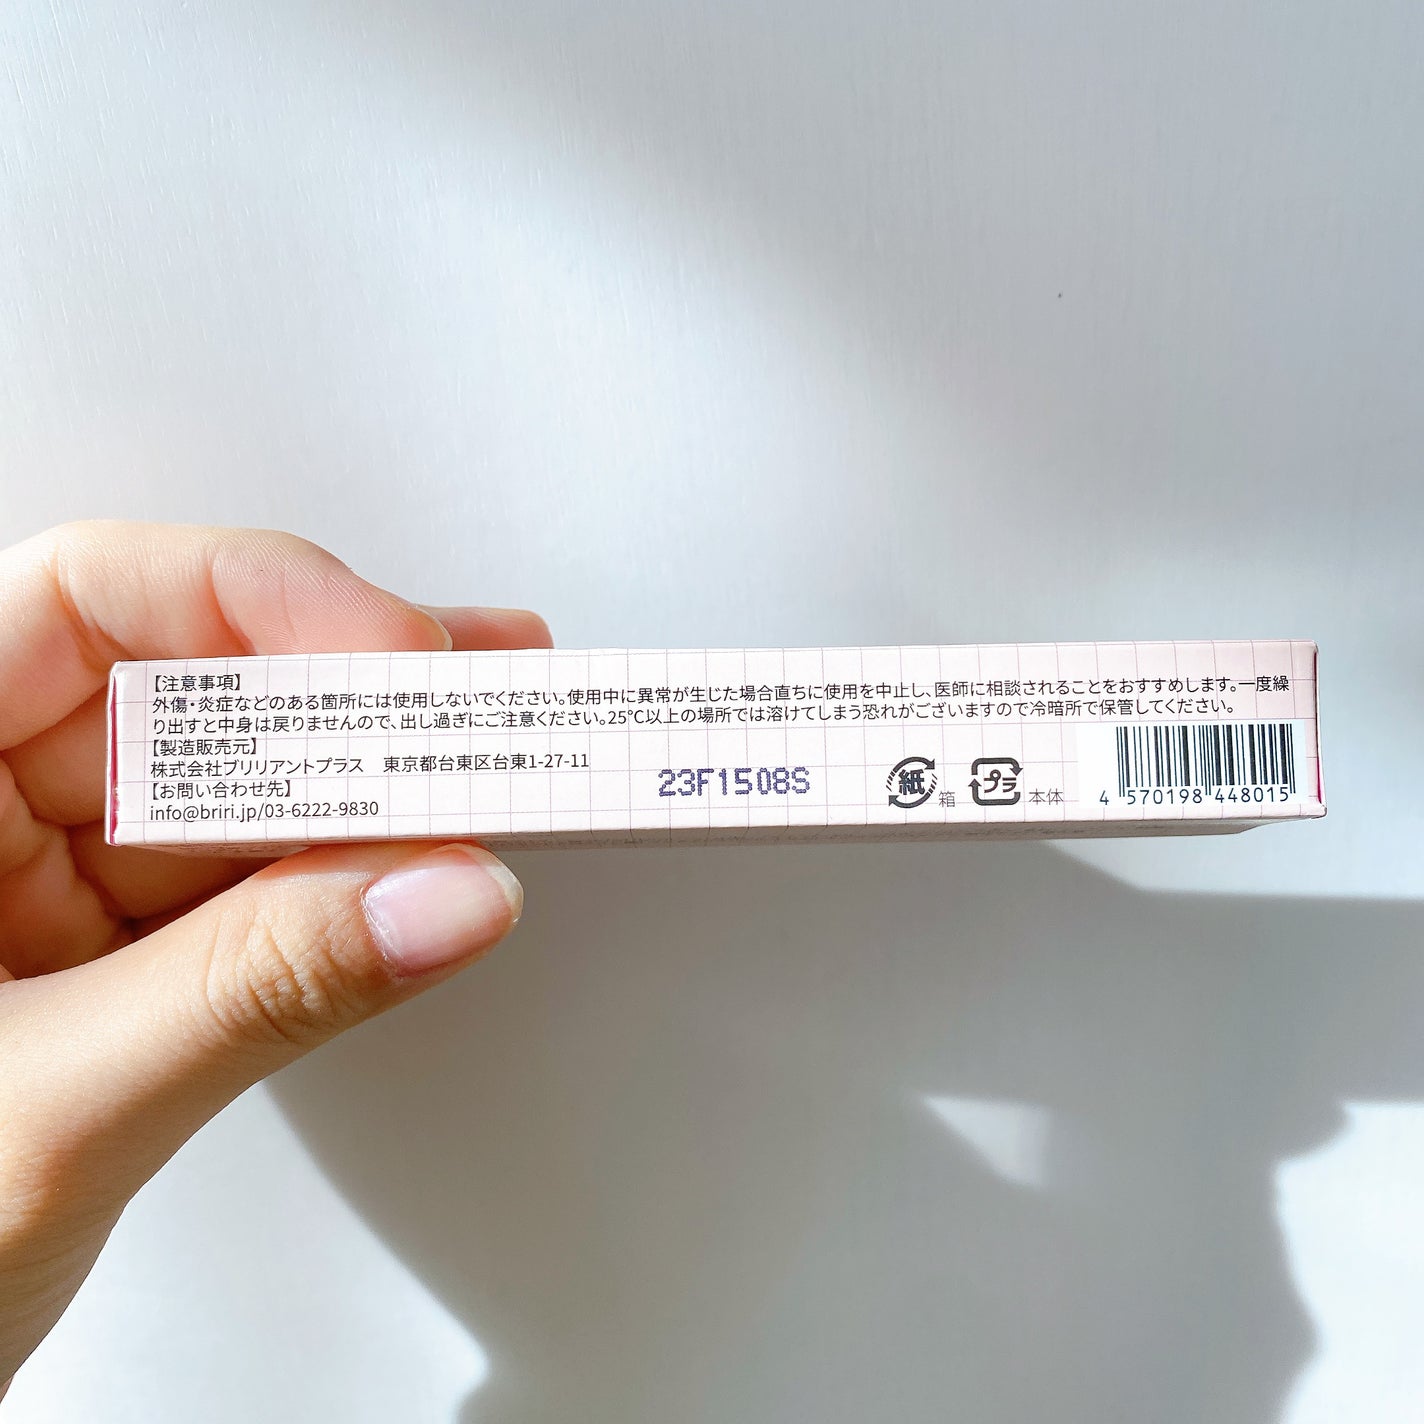 【注意事項】
外傷・炎症などのある箇所には使用しないでください。使用中に異常が生じた場合直ちに使用を中止し、医師に相談されることをおすすめします。一度繰
り出すと中身は戻りませんので、出し過ぎにご注意ください。25℃以上の場所では溶けてしまう恐れがございますので冷暗所で保管してください。
【製造販売元】
株式会社ブリリアントプラス　東京都台東区台東1-27-11
【お問い合わせ先】
info@briri.jp/03-6222-9830
23F1508S
紙 箱
プラ 本体
4 570198 448015